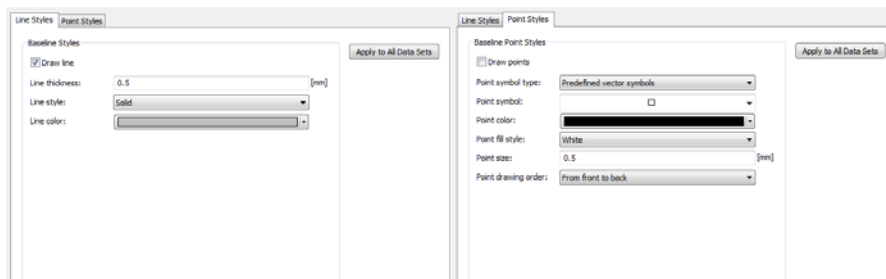 Line Styles Point Styles
Baseline Styles
Draw line
Apply to All Data Sets
Line thickness: 0.5 [mm]
Line style: Solid
Line color:
Line Styles Point Styles
Baseline Point Styles
Draw points
Apply to All Data Sets
Point symbol type: Predefined vector symbols
Point symbol:
Point color:
Point fill style: White
Point size: 0.5 [mm]
Point drawing order: From front to back